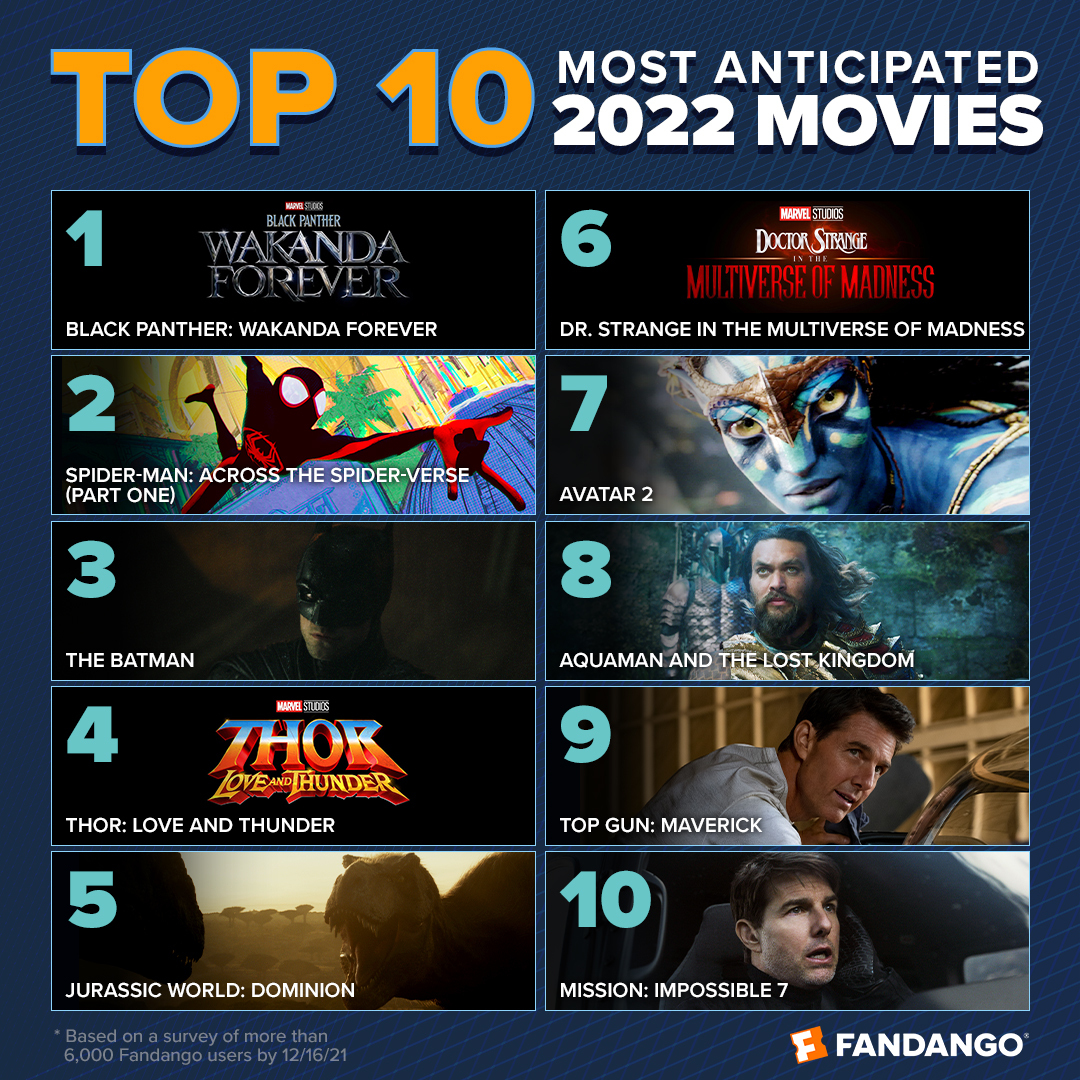 TOP 10
MOST ANTICIPATED
2022 MOVIES
1
MARVEL STUDIOS
BLACK PANTHER
WAKANDA
FOREVER
BLACK PANTHER: WAKANDA FOREVER
2
SPIDER-MAN: ACROSS THE SPIDER-VERSE
(PART ONE)
3
THE BATMAN
4
MARVEL STUDIOS
THOR
LOVE AND THUNDER
THOR: LOVE AND THUNDER
5
JURASSIC WORLD: DOMINION
6
MARVEL STUDIOS
DOCTOR STRANGE
IN THE
MULTIVERSE OF MADNESS
DR. STRANGE IN THE MULTIVERSE OF MADNESS
7
AVATAR 2
8
AQUAMAN AND THE LOST KINGDOM
9
TOP GUN: MAVERICK
10
MISSION: IMPOSSIBLE 7
* Based on a survey of more than
6,000 Fandango users by 12/16/21
F FANDANGO®